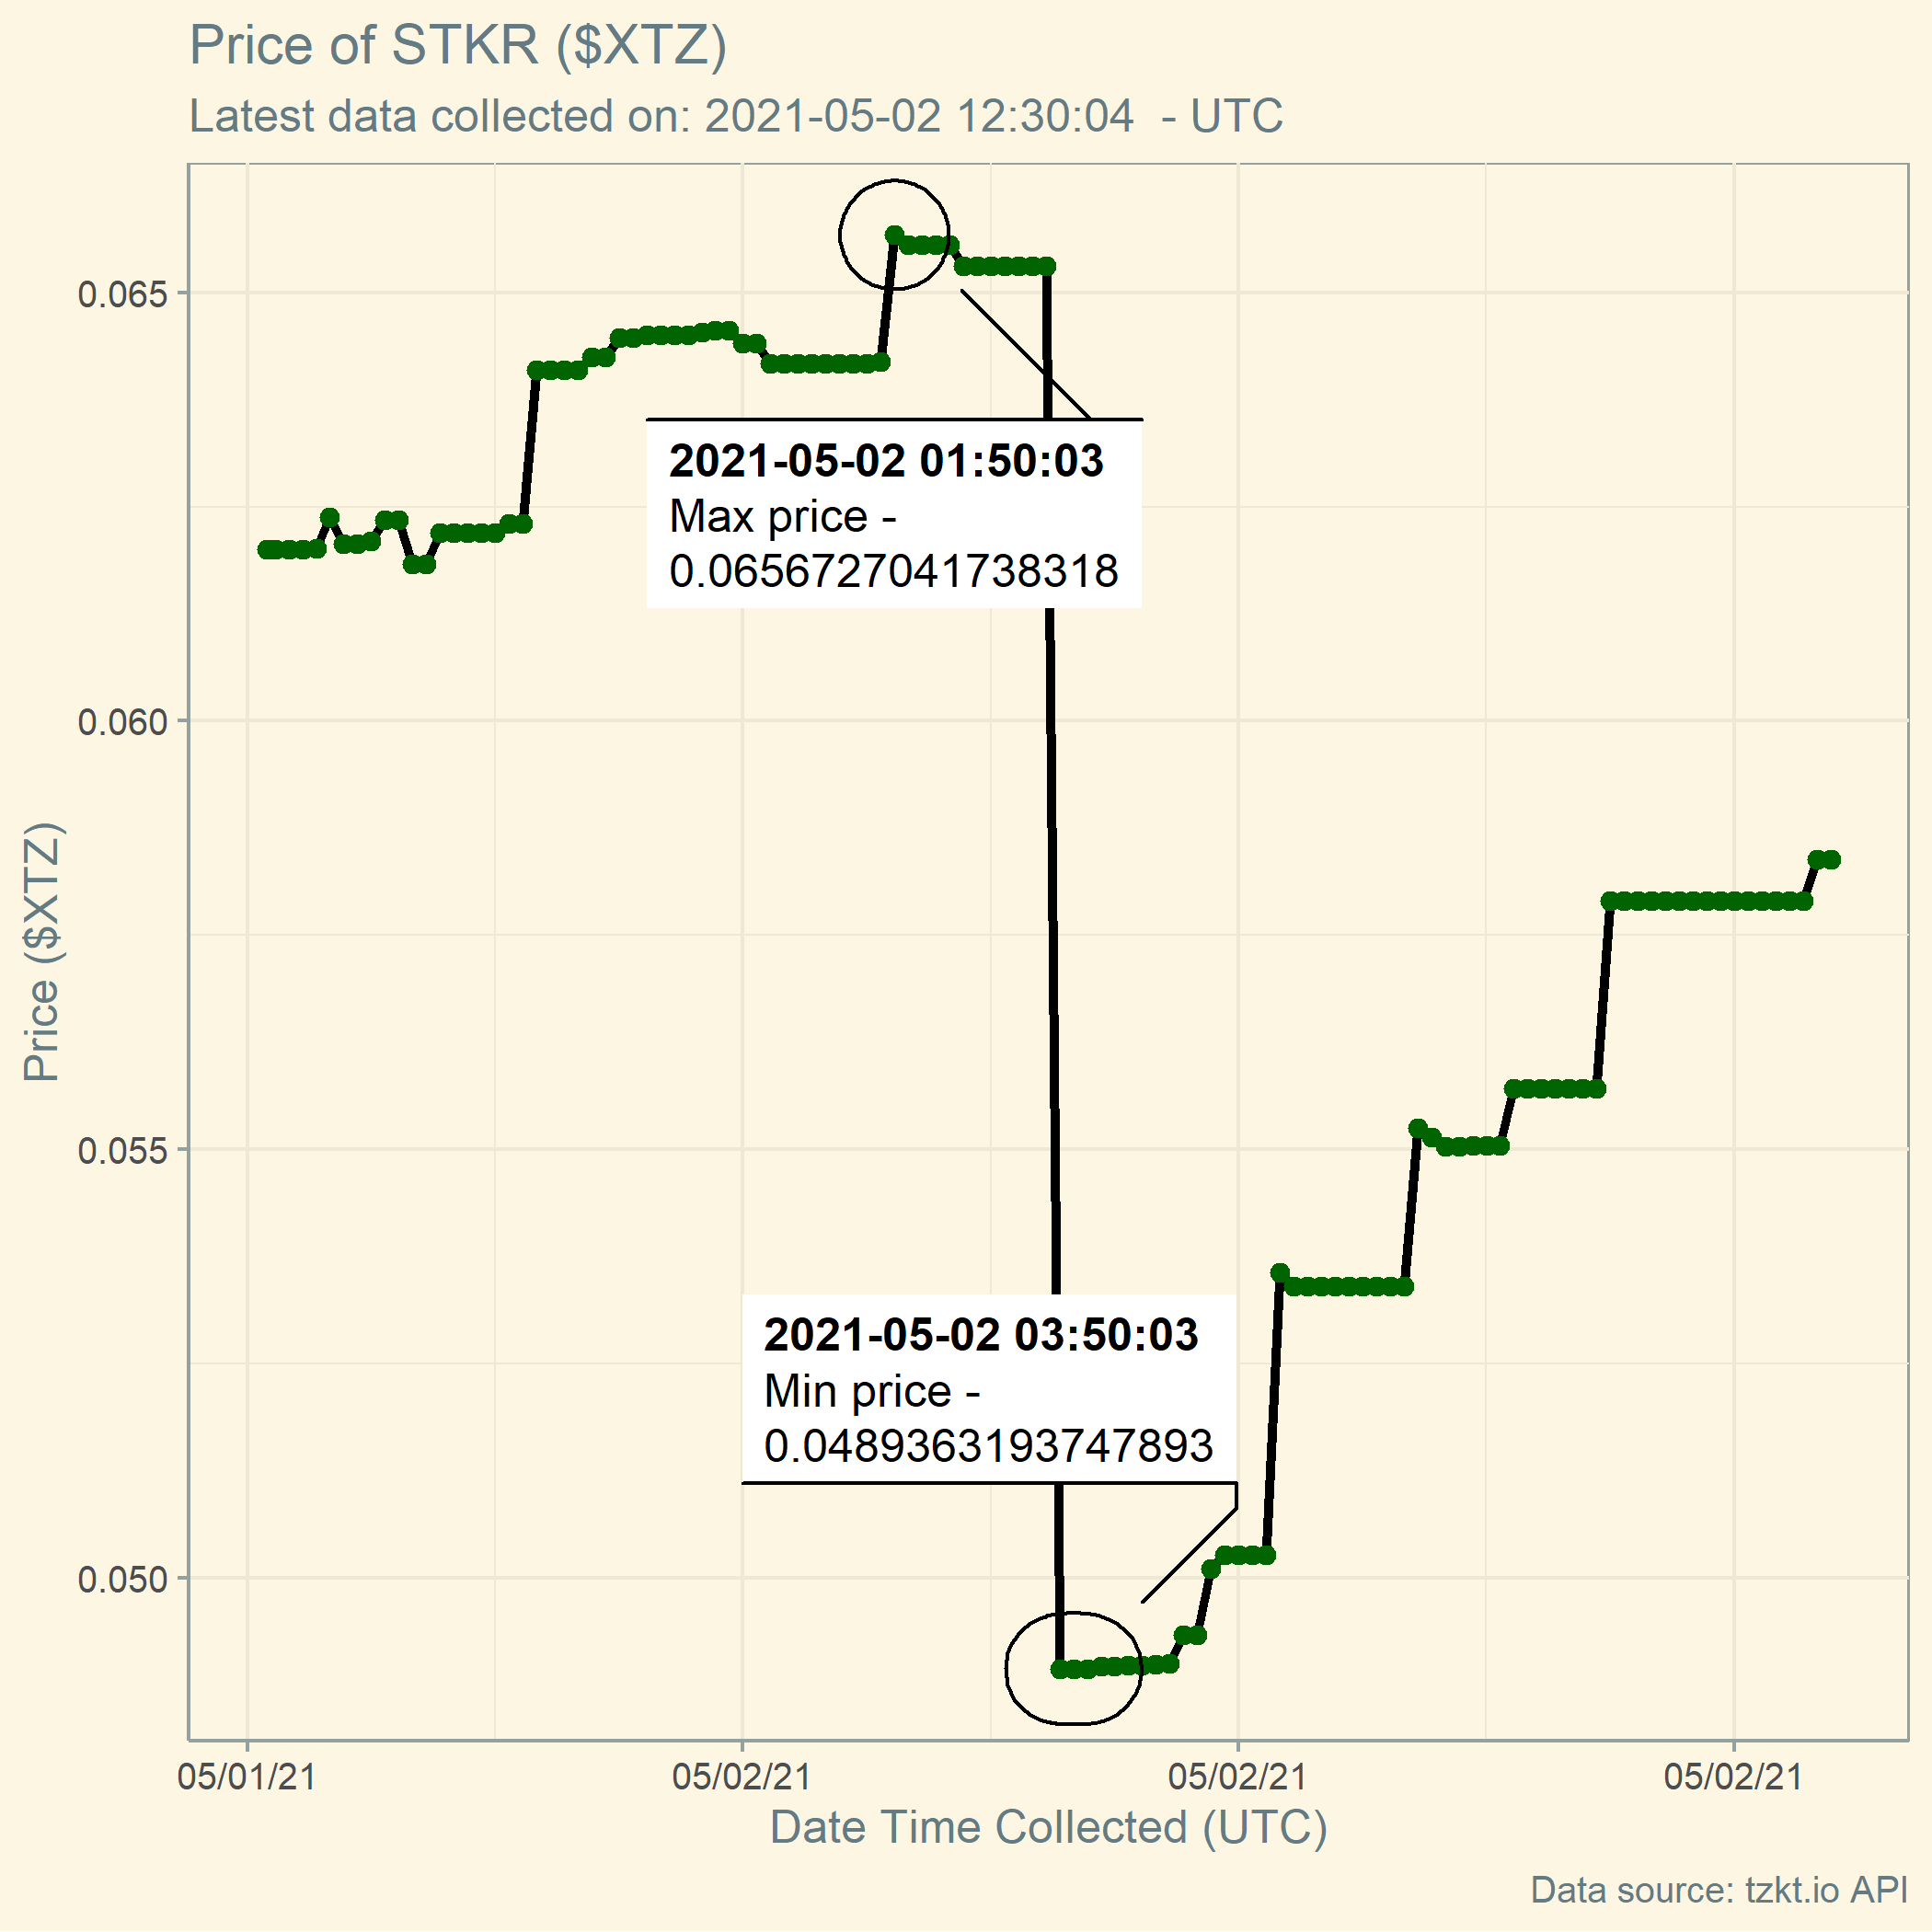 Price of STKR ($XTZ)
Latest data collected on: 2021-05-02 12:30:04  - UTC
0.065
2021-05-02 01:50:03
Max price -
0.0656727041738318
0.060
Price ($XTZ)
0.055
2021-05-02 03:50:03
Min price -
0.0489363193747893
0.050
05/01/21 05/02/21 05/02/21 05/02/21
Date Time Collected (UTC)
Data source: tzkt.io API